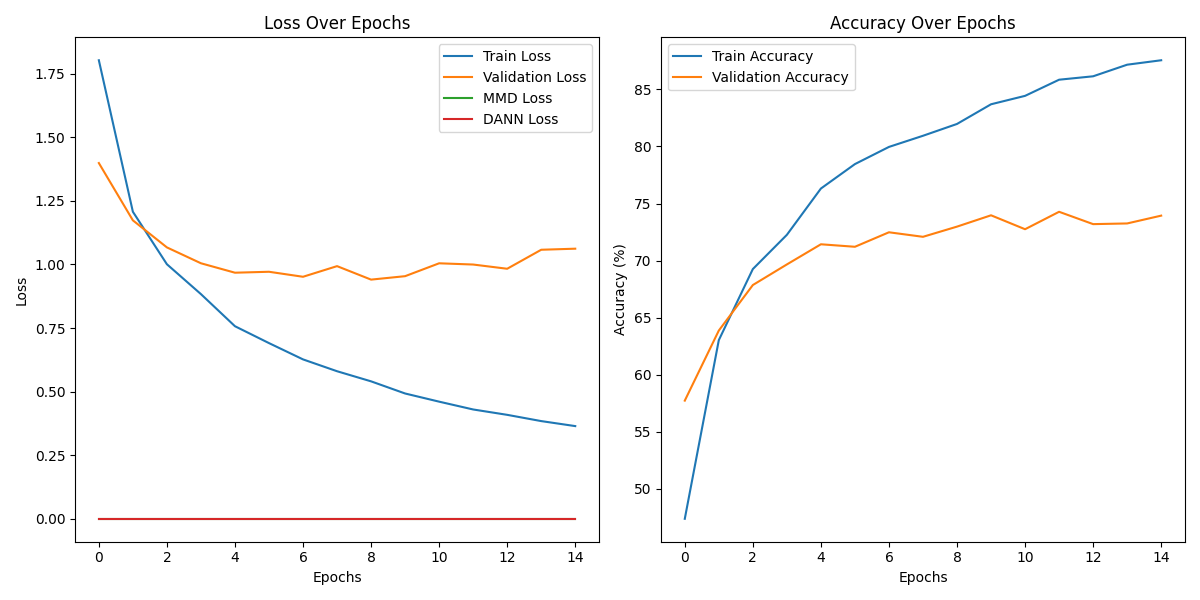 Loss Over Epochs
Train Loss
Validation Loss
MMD Loss
DANN Loss
1.75
1.50
1.25
1.00
0.75
0.50
0.25
0.00
Loss
0 2 4 6 8 10 12 14
Epochs
Accuracy Over Epochs
Train Accuracy
Validation Accuracy
85
80
75
70
65
60
55
50
Accuracy (%)
0 2 4 6 8 10 12 14
Epochs